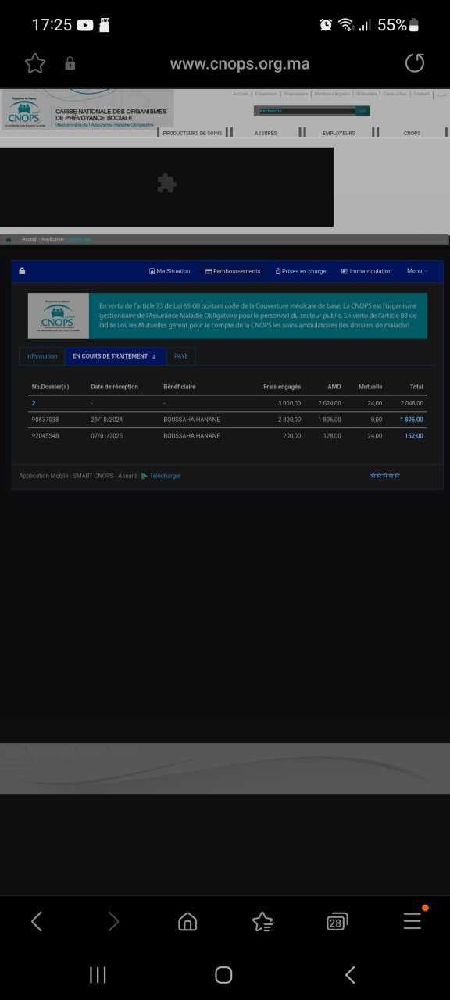 17:25
55%
www.cnops.org.ma
Accueil
Mutuelles
Contact
Royaume du Maroc
CNOPS
CAISSE NATIONALE DES ORGANISMES
DE PRÉVOYANCE SOCIALE
Gestionnaire de l'Assurance maladie Obligatoire
Recherche
PRODUCTEURS DE SOINS
ASSURÉS
EMPLOYEURS
CNOPS
Accueil - Application
Ma Situation
Remboursements
Prises en charge
Immatriculation
Menu
CNOPS
En vertu de l'article 73 de Loi 65-00 portant code de la Couverture médicale de base, La CNOPS est l'organisme
gestionnaire de l'Assurance Maladie Obligatoire pour le personnel du secteur public. En vertu de l'article 83 de
ladite Loi, les Mutuelles gèrent pour le compte de la CNOPS les soins ambulatoires (les dossiers de maladie)
Information
EN COURS DE TRAITEMENT 2
PAYE
Nb.Dossier(s) Date de réception Bénéficiaire Frais engagés AMO Mutuelle Total
2 - - 3 000,00 2 024,00 24,00 2 048,00
90637038 29/10/2024 BOUSSAHA HANANE 2 800,00 1 896,00 0,00 1 896,00
92045548 07/01/2025 BOUSSAHA HANANE 200,00 128,00 24,00 152,00
Application Mobile : SMART CNOPS - Assuré : Télécharger
28